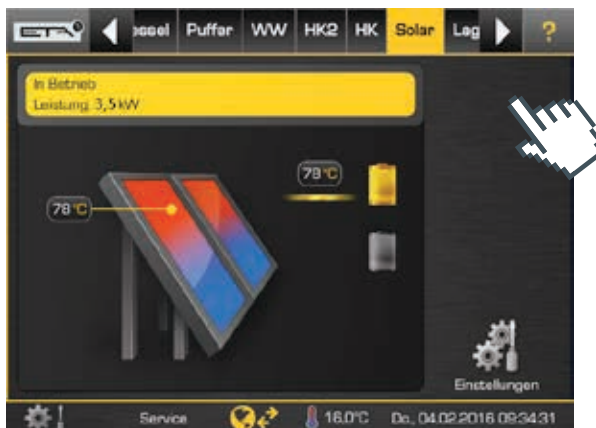 ETA
essel Puffer WW HK2 HK Solar Lag ?
In Betrieb
Leistung 3,5 kW
79°C
78°C
Einstellungen
Service 16.0°C Do., 04.02.2016 09:34:31